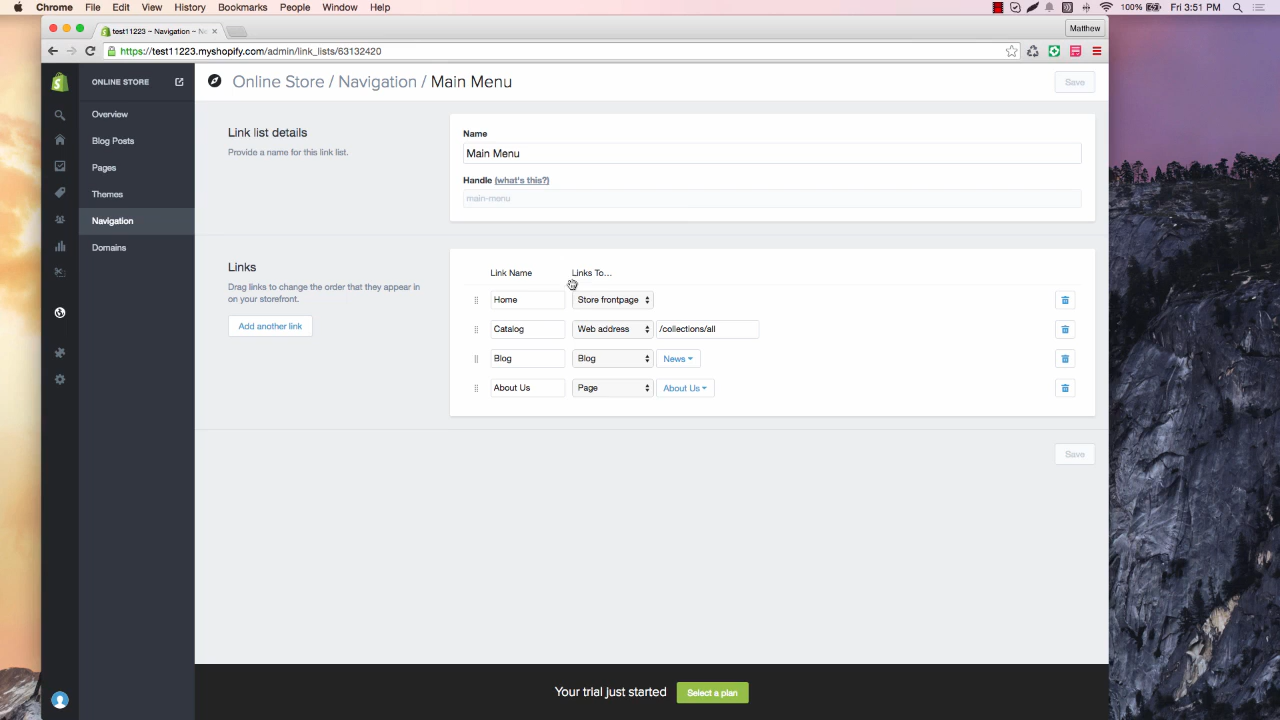 Chrome File Edit View History Bookmarks People Window Help 100% Fri 3:51 PM
test11223 ~ Navigation ~ Matthew
https://test11223.myshopify.com/admin/link_lists/63132420
ONLINE STORE
Online Store / Navigation / Main Menu
Save
Overview
Blog Posts
Pages
Themes
Navigation
Domains
Link list details
Provide a name for this link list.
Name
Main Menu
Handle (what's this?)
main-menu
Links
Drag links to change the order that they appear in
on your storefront.
Add another link
Link Name Links To...
Home Store frontpage
Catalog Web address /collections/all
Blog Blog News
About Us Page About Us
Save
Your trial just started Select a plan